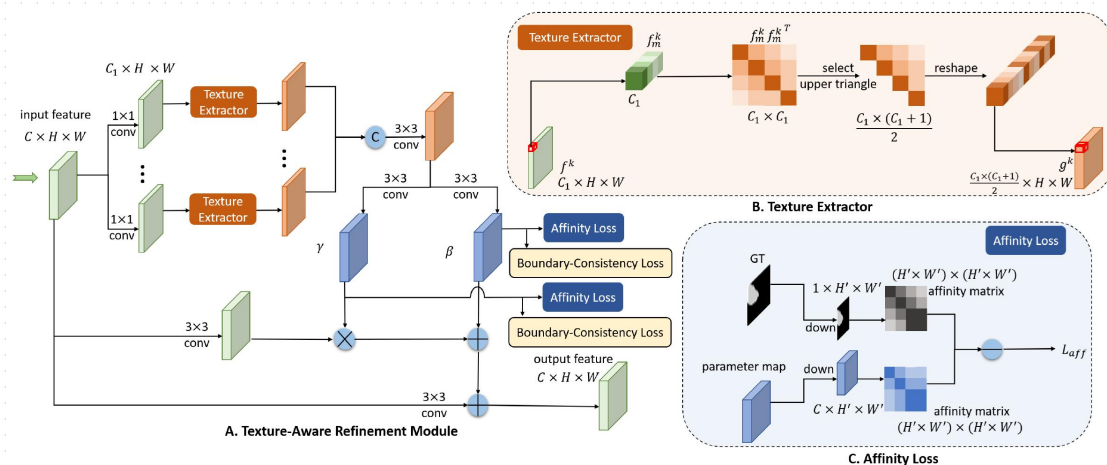 input feature
C × H × W
C₁ × H × W
1×1
conv
Texture
Extractor
1×1
conv
Texture
Extractor
C
3×3
conv
3×3
conv
3×3
conv
γ
β
Affinity Loss
Boundary-Consistency Loss
Affinity Loss
Boundary-Consistency Loss
3×3
conv
output feature
C × H × W
3×3
conv
A. Texture-Aware Refinement Module
Texture Extractor
f_m^k
C₁
f_m^k f_m^k^T
C₁ × C₁
select
upper triangle
C₁ × (C₁ + 1)
2
reshape
f^k
C₁ × H × W
g^k
C₁×(C₁+1)/2 × H × W
B. Texture Extractor
Affinity Loss
GT
1 × H′ × W′
down
(H′ × W′) × (H′ × W′)
affinity matrix
L_aff
parameter map
down
C × H′ × W′
affinity matrix
(H′ × W′) × (H′ × W′)
C. Affinity Loss